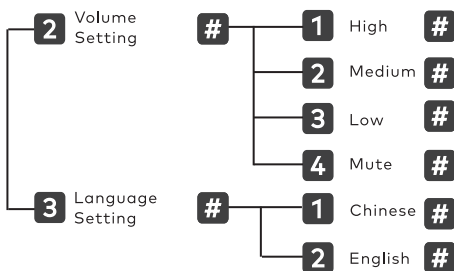 2 Volume Setting # 1 High #
2 Medium #
3 Low #
4 Mute #
3 Language Setting # 1 Chinese #
2 English #